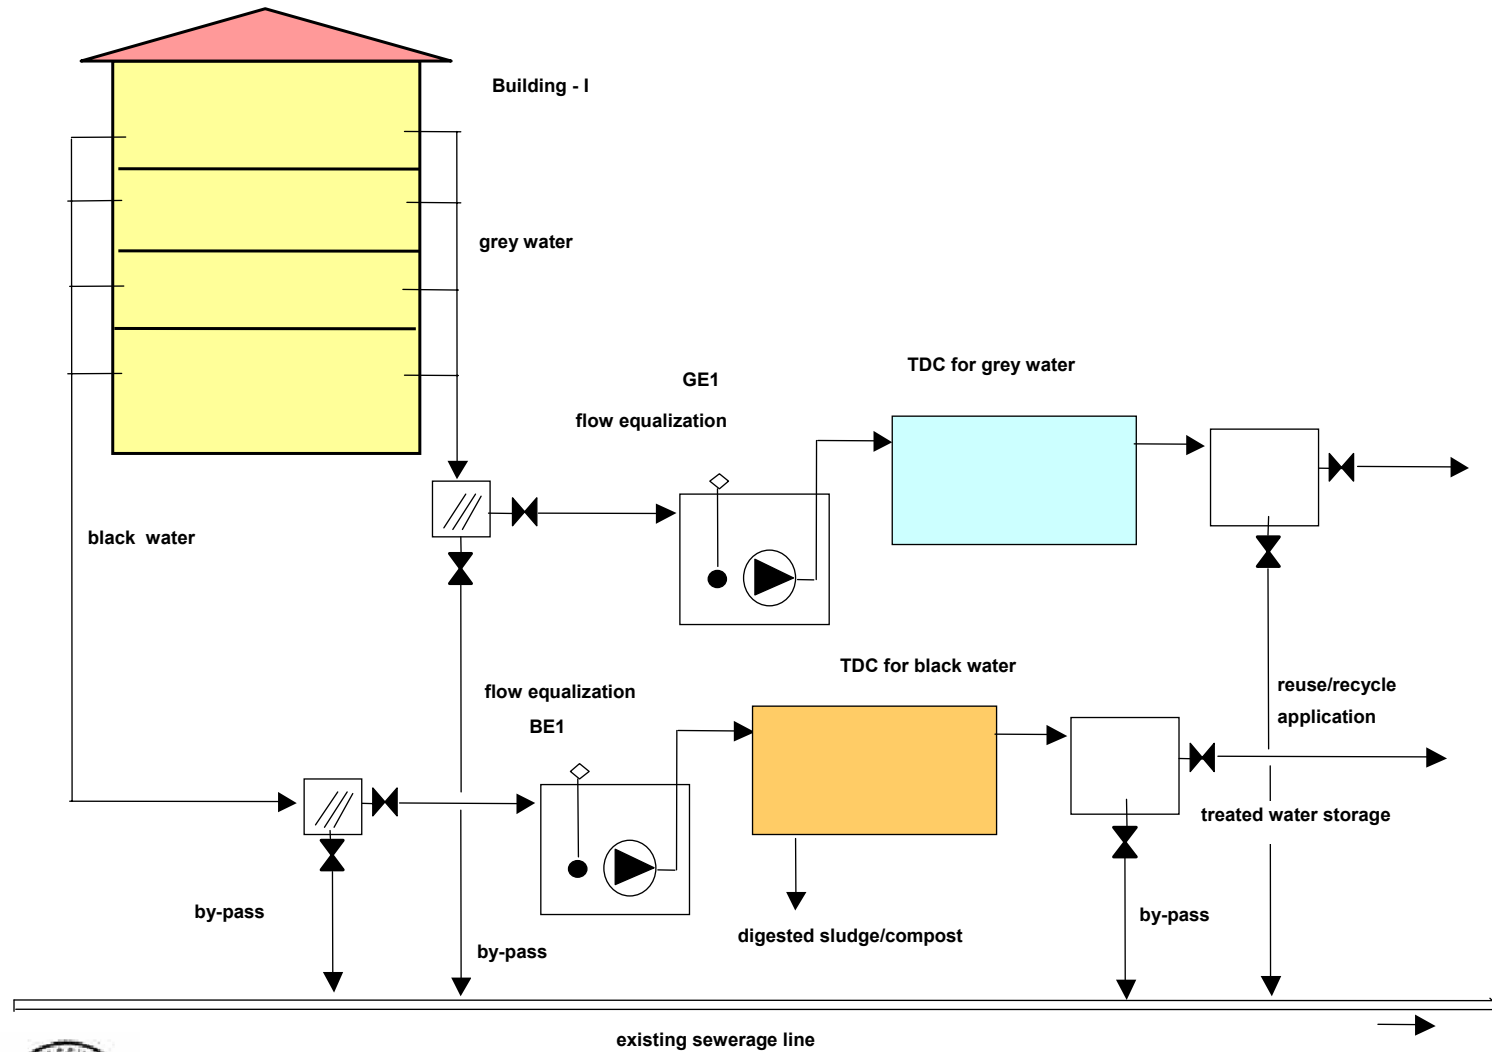 Building - I
grey water
TDC for grey water
GE1
flow equalization
black water
TDC for black water
flow equalization
BE1
reuse/recycle
application
treated water storage
by-pass
by-pass
digested sludge/compost
by-pass
existing sewerage line